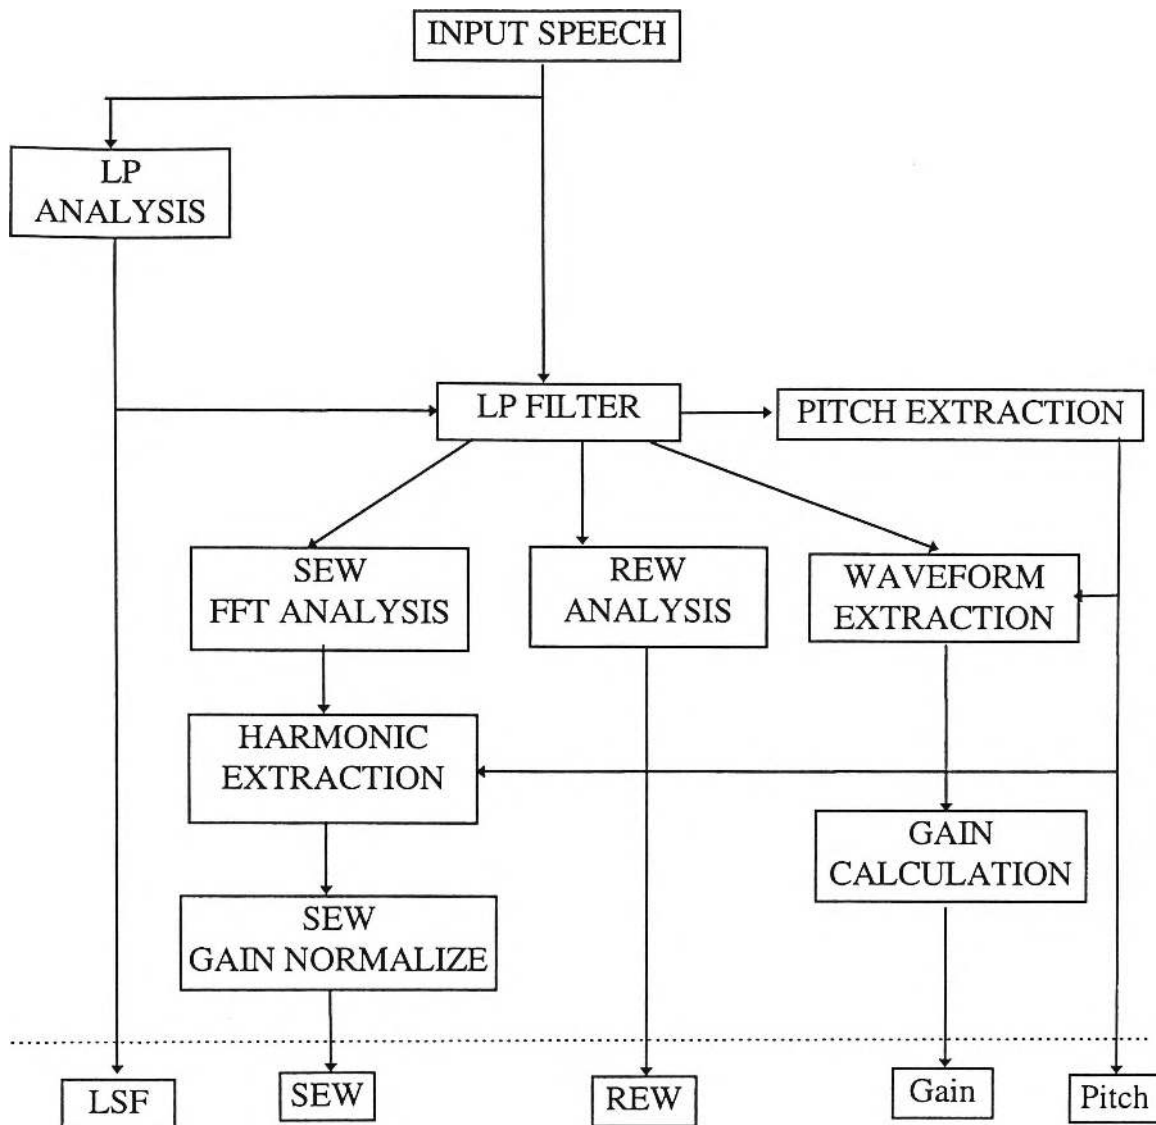 INPUT SPEECH
LP
ANALYSIS
LP FILTER
PITCH EXTRACTION
SEW
FFT ANALYSIS
REW
ANALYSIS
WAVEFORM
EXTRACTION
HARMONIC
EXTRACTION
GAIN
CALCULATION
SEW
GAIN NORMALIZE
LSF
SEW
REW
Gain
Pitch